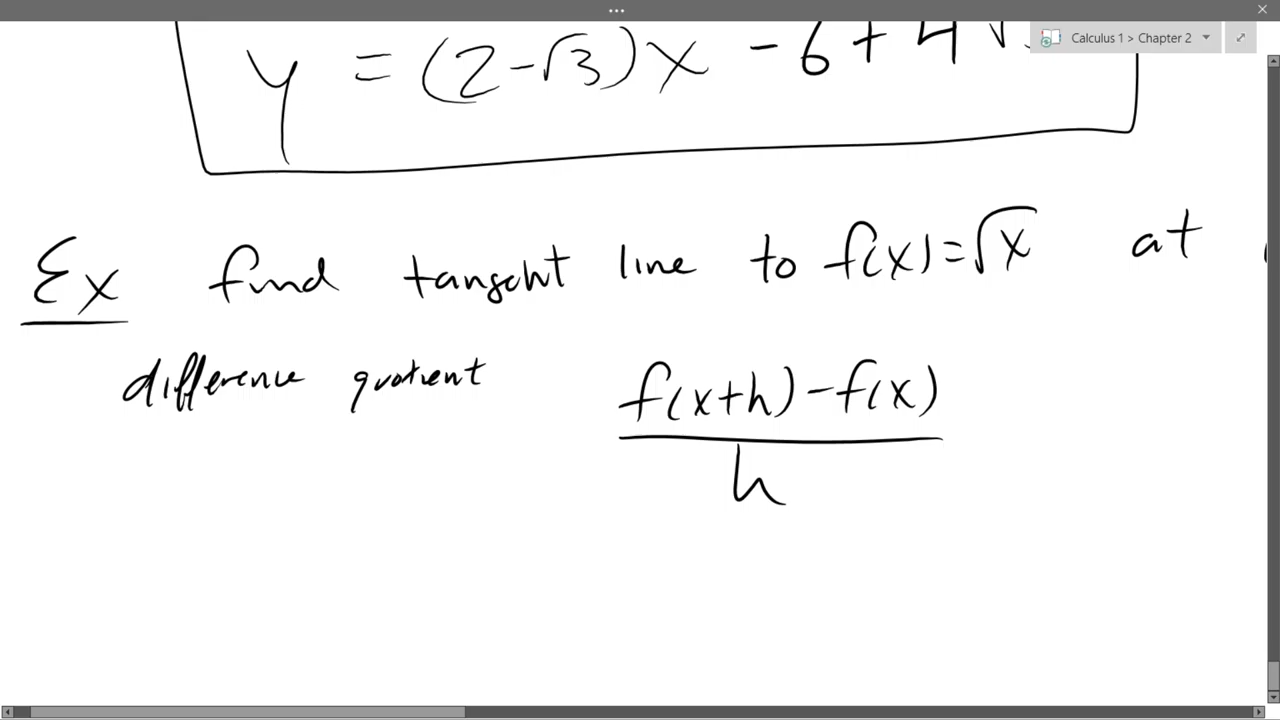 Calculus 1 > Chapter 2
y = (2-√3)x - 6 + 4√
Ex find tangent line to f(x)=√x at
difference quotient f(x+h)-f(x)
h